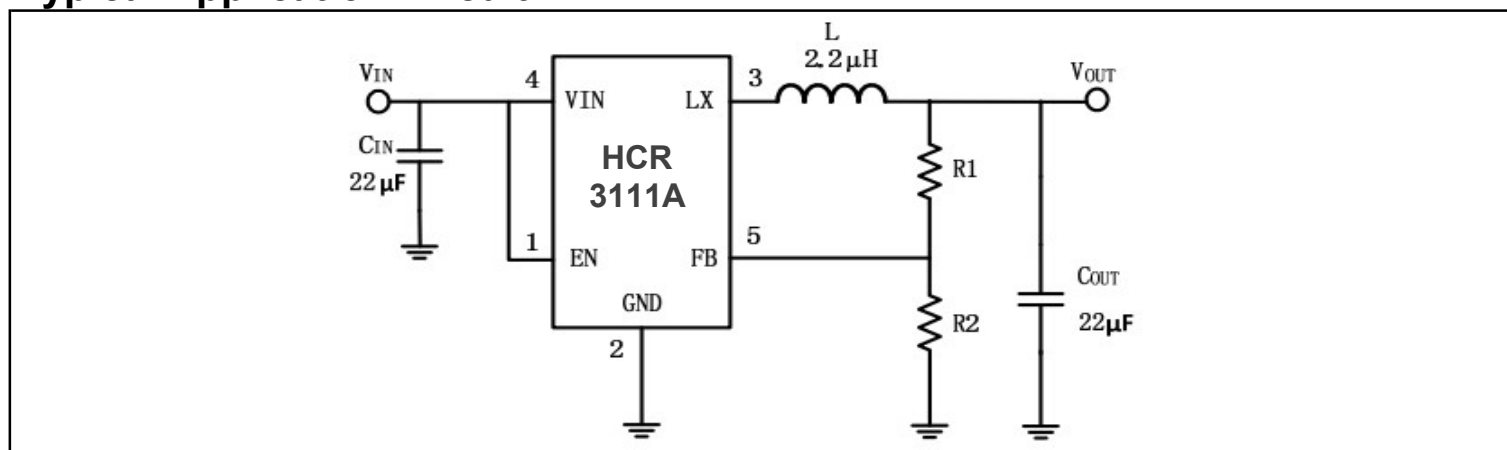 L
2.2μH
VIN
4
3
VOUT
VIN
LX
CIN
22μF
HCR
3111A
R1
1
5
EN
FB
COUT
22μF
GND
R2
2